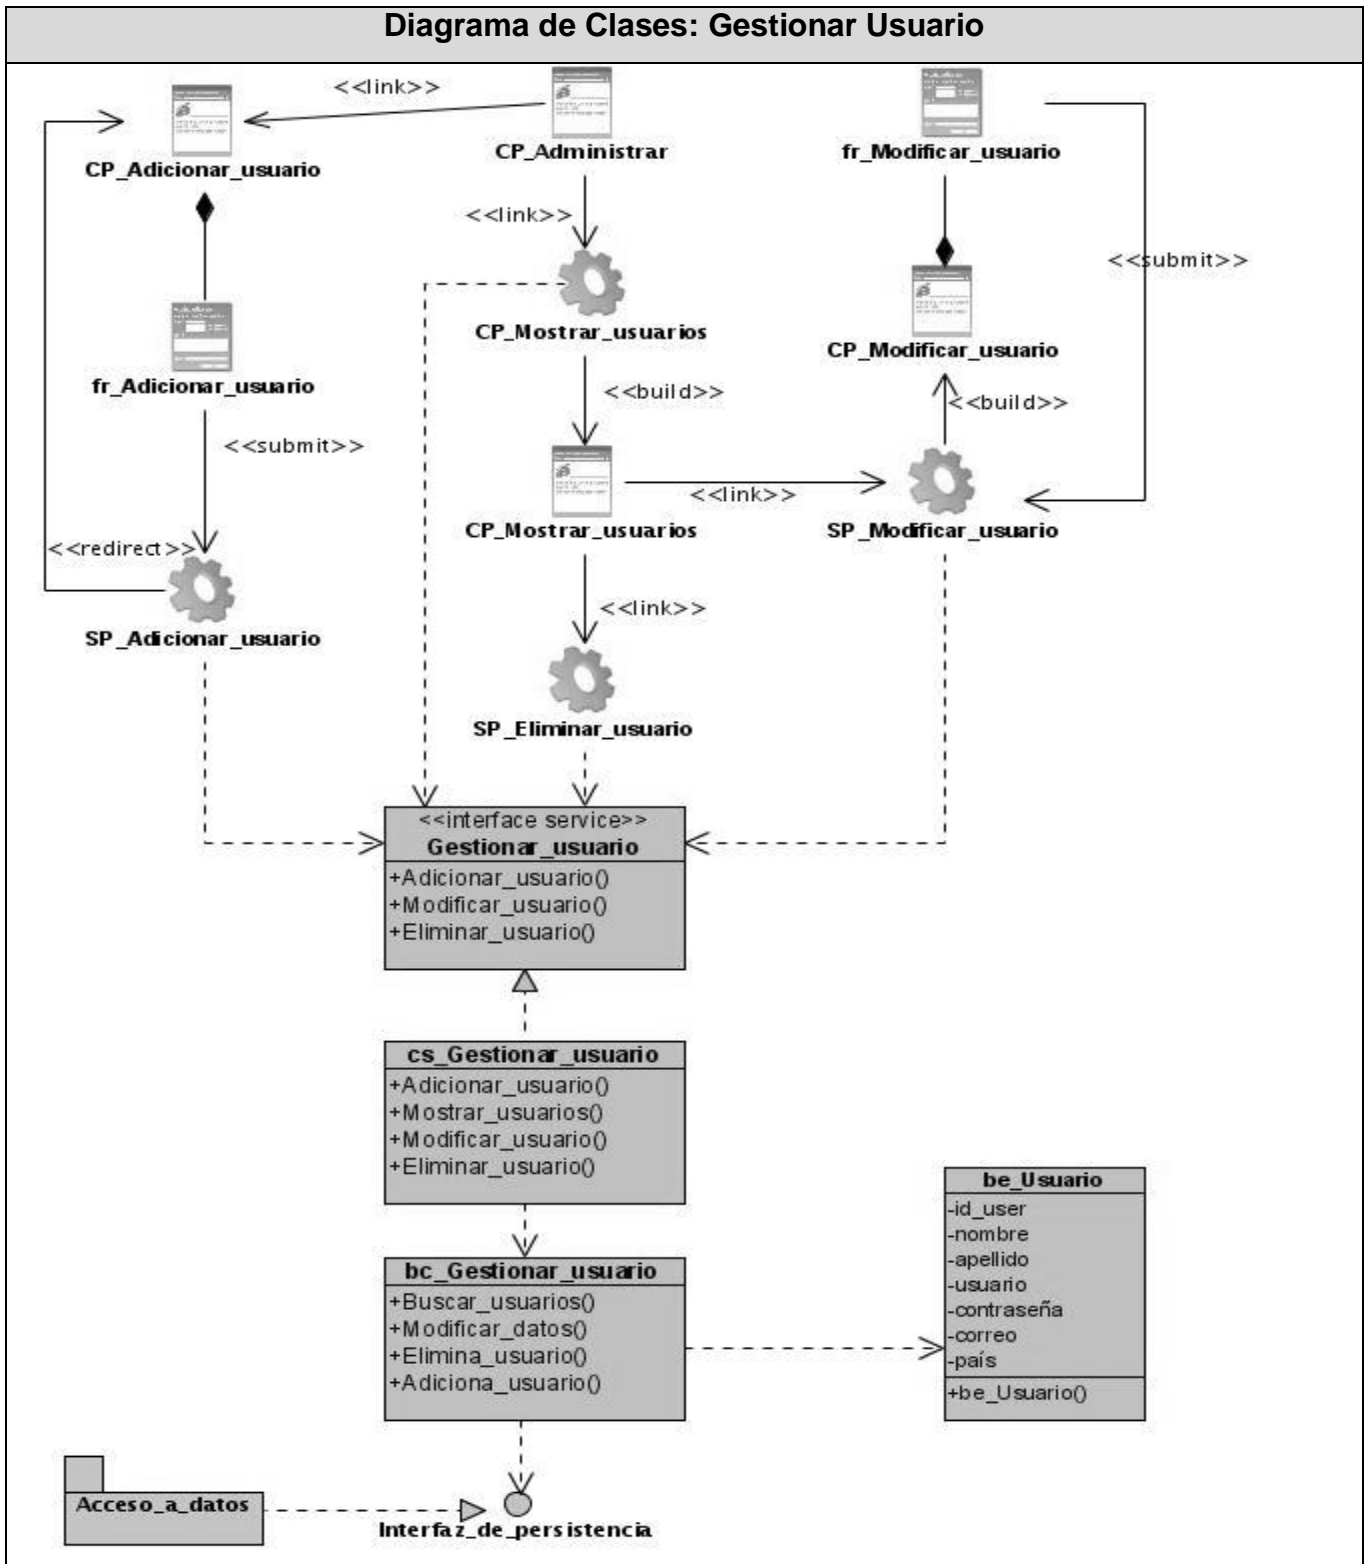 Diagrama de Clases: Gestionar Usuario
<<link>>
CP_Adicionar_usuario
CP_Administrar
fr_Modificar_usuario
<<link>>
<<submit>>
CP_Mostrar_usuarios
CP_Modificar_usuario
fr_Adicionar_usuario
<<build>>
<<build>>
<<submit>>
<<link>>
CP_Mostrar_usuarios
SP_Modificar_usuario
<<redirect>>
<<link>>
SP_Adicionar_usuario
SP_Eliminar_usuario
<<interface service>>
Gestionar_usuario
+Adicionar_usuario()
+Modificar_usuario()
+Eliminar_usuario()
cs_Gestionar_usuario
+Adicionar_usuario()
+Mostrar_usuarios()
+Modificar_usuario()
+Eliminar_usuario()
be_Usuario
-id_user
-nombre
-apellido
-usuario
-contraseña
-correo
-país
+be_Usuario()
bc_Gestionar_usuario
+Buscar_usuarios()
+Modificar_datos()
+Elimina_usuario()
+Adiciona_usuario()
Acceso_a_datos
Interfaz_de_persistencia